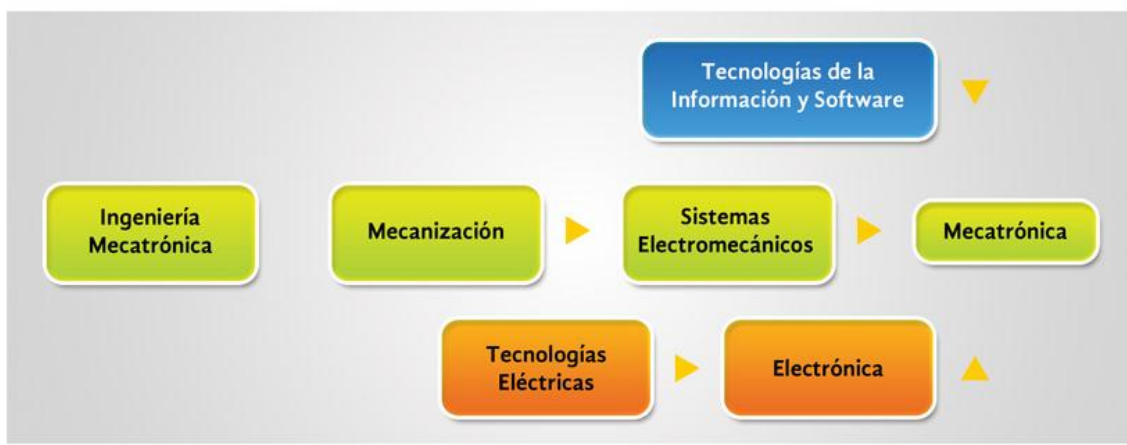 Tecnologías de la
Información y Software
Ingeniería
Mecatrónica
Mecanización
Sistemas
Electromecánicos
Mecatrónica
Tecnologías
Eléctricas
Electrónica